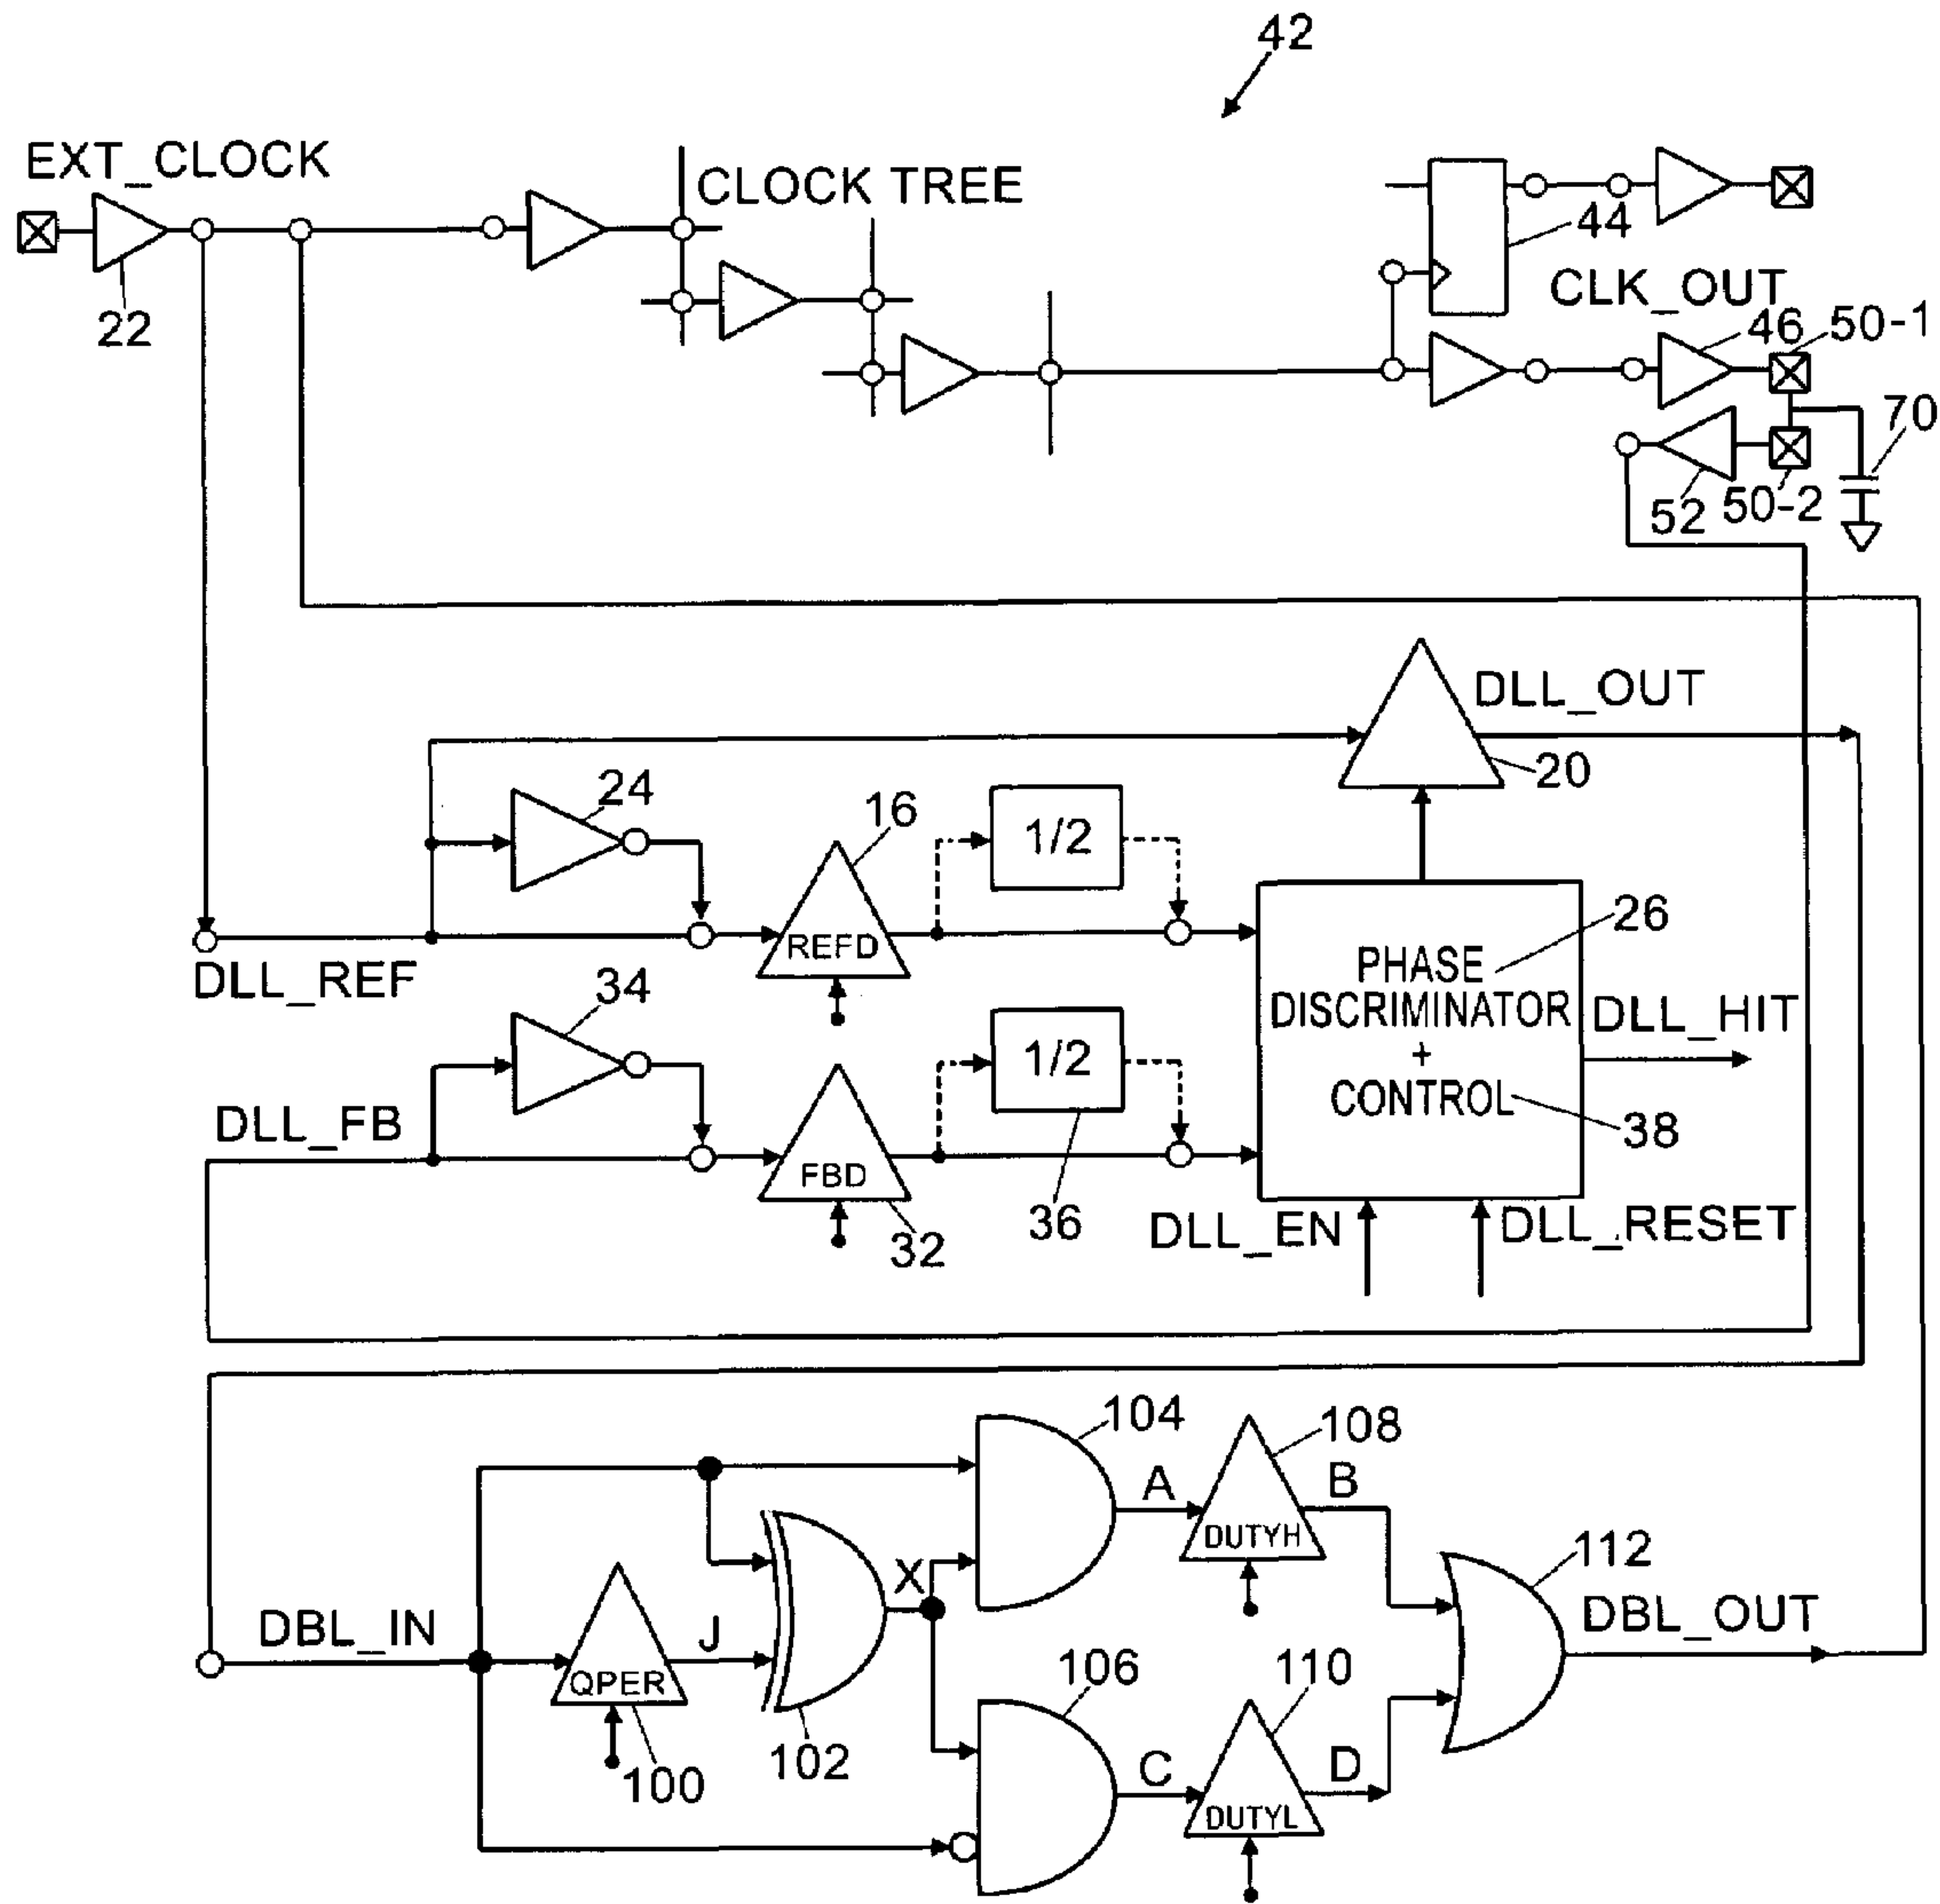 42
EXT_CLOCK
CLOCK TREE
22
44
CLK_OUT
46
50-1
70
52
50-2
DLL_OUT
20
24
16
1/2
REFD
26
DLL_REF
PHASE
DISCRIMINATOR
+
CONTROL
34
1/2
DLL_HIT
DLL_FB
38
FBD
32
36
DLL_EN
DLL_RESET
104
108
A
B
DUTYH
112
X
DBL_IN
J
DBL_OUT
QPER
106
110
100
102
C
D
DUTYL